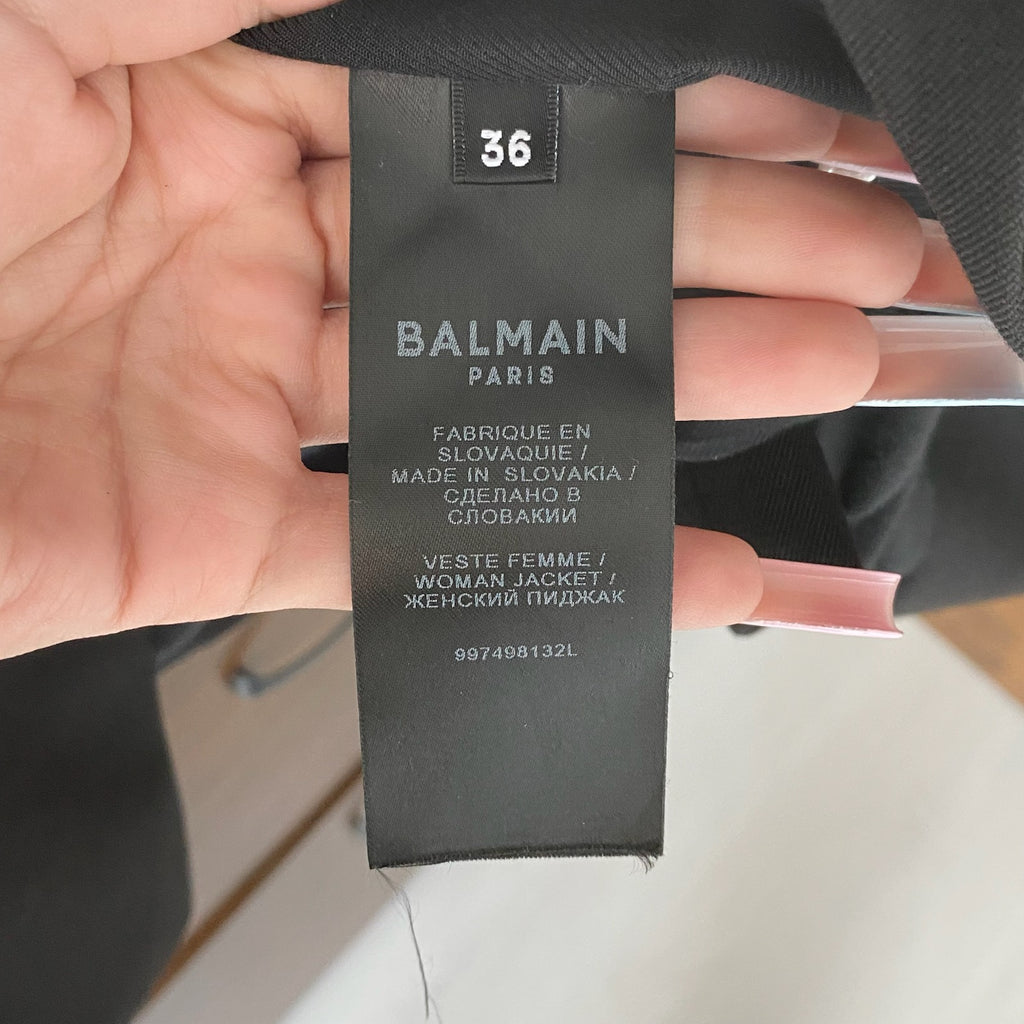 36
BALMAIN
PARIS
FABRIQUE EN
SLOVAQUIE /
MADE IN SLOVAKIA /
СДЕЛАНО В
СЛОВАКИИ
VESTE FEMME /
WOMAN JACKET /
ЖЕНСКИЙ ПИДЖАК
997498132L